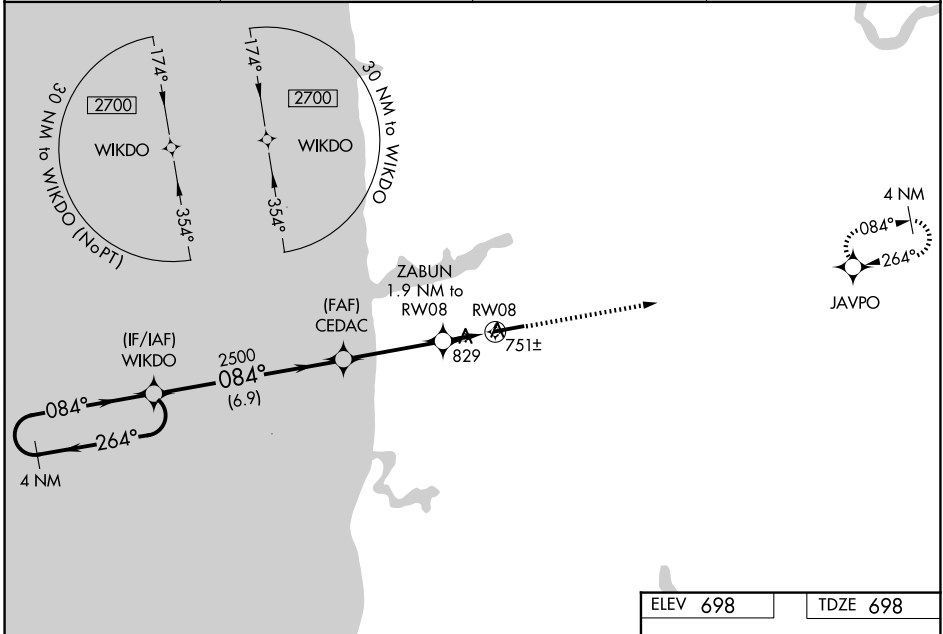 174°
2700
WIKDO
354°
30 NM to WIKDO (NoPT)
174°
2700
WIKDO
354°
30 NM to WIKDO
4 NM
084°
264°
JAVPO
ZABUN
1.9 NM to
RW08
RW08
829
751±
(FAF)
CEDAC
(IF/IAF)
WIKDO
2500
084°
(6.9)
084°
264°
4 NM
ELEV 698
TDZE 698